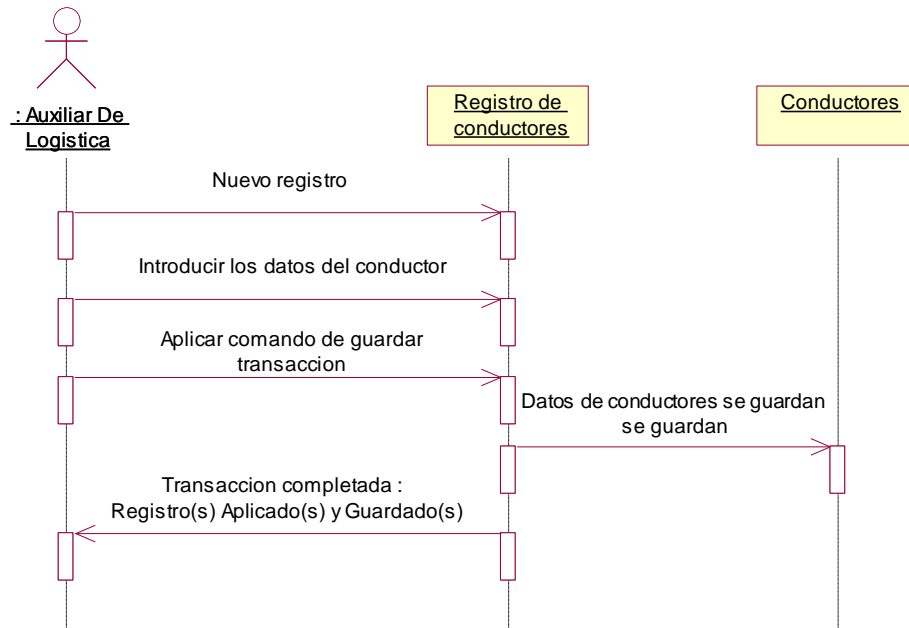 : Auxiliar De
Logistica
Registro de
conductores
Conductores
Nuevo registro
Introducir los datos del conductor
Aplicar comando de guardar
transaccion
Datos de conductores se guardan
se guardan
Transaccion completada :
Registro(s) Aplicado(s) y Guardado(s)